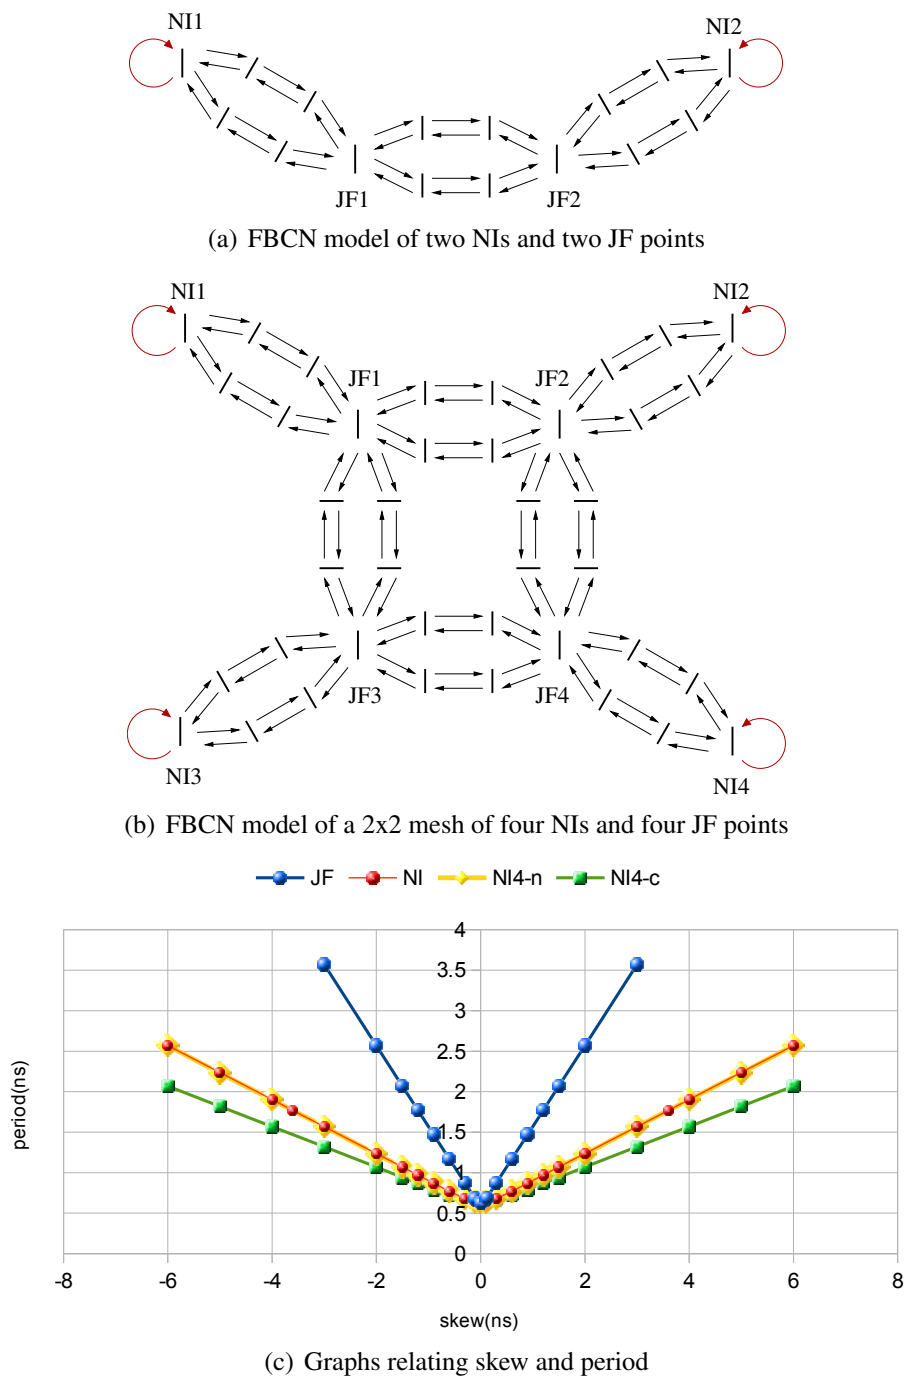 NI1 NI2
JF1 JF2
(a) FBCN model of two NIs and two JF points
NI1 NI2
JF1 JF2
JF3 JF4
NI3 NI4
(b) FBCN model of a 2x2 mesh of four NIs and four JF points
JF NI NI4-n NI4-c
4
3.5
3
2.5
2
1.5
1
0.5
0
period(ns)
-8 -6 -4 -2 0 2 4 6 8
skew(ns)
(c) Graphs relating skew and period